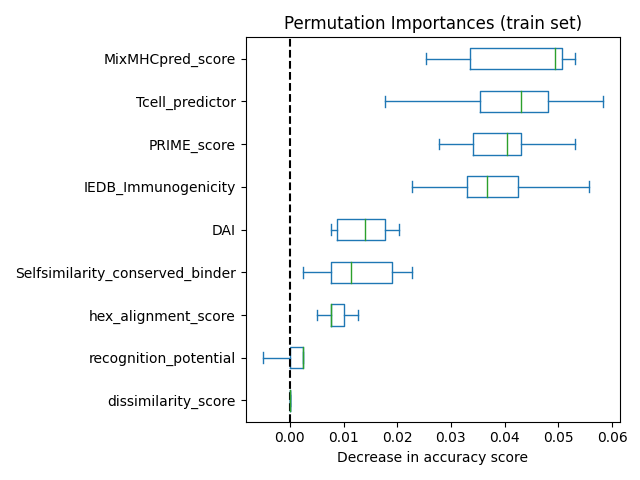 Permutation Importances (train set)
MixMHCpred_score
Tcell_predictor
PRIME_score
IEDB_Immunogenicity
DAI
Selfsimilarity_conserved_binder
hex_alignment_score
recognition_potential
dissimilarity_score
0.00 0.01 0.02 0.03 0.04 0.05 0.06
Decrease in accuracy score